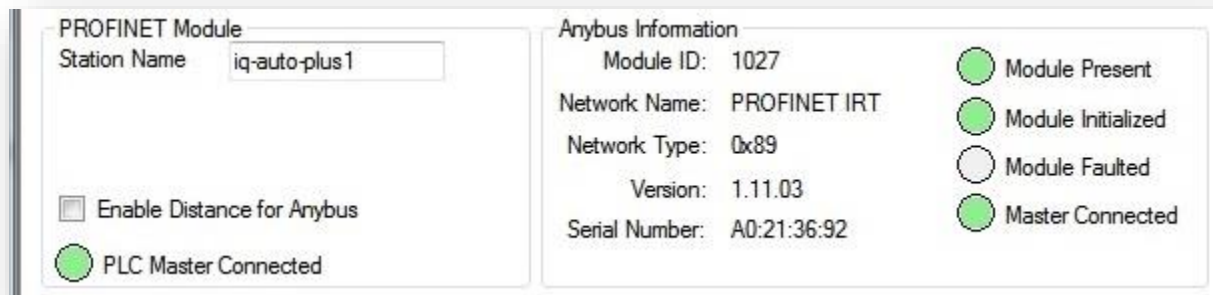 PROFINET Module
Station Name iq-auto-plus1
Enable Distance for Anybus
PLC Master Connected
Anybus Information
Module ID: 1027
Network Name: PROFINET IRT
Network Type: 0x89
Version: 1.11.03
Serial Number: A0:21:36:92
Module Present
Module Initialized
Module Faulted
Master Connected